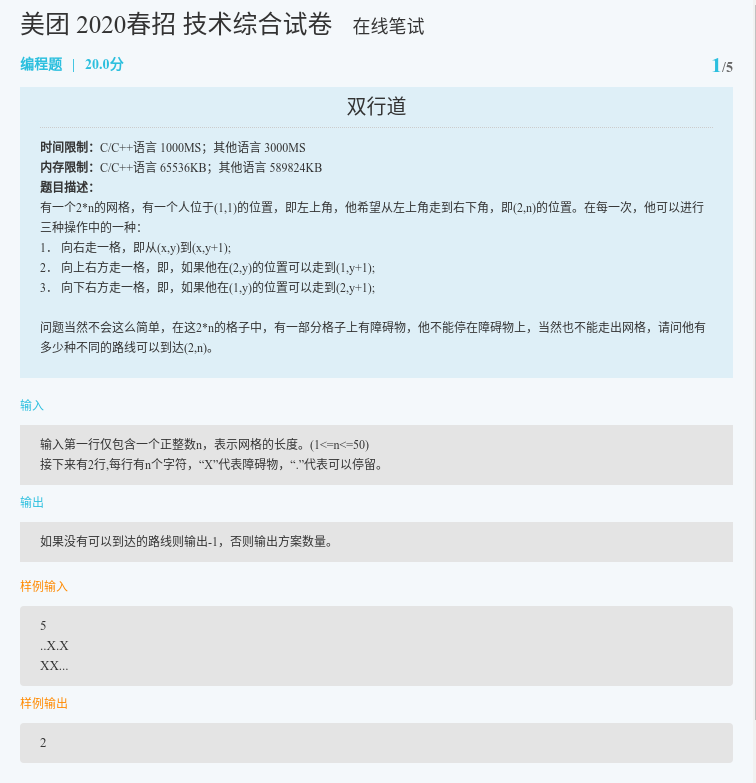 美团 2020春招 技术综合试卷 在线笔试
编程题 | 20.0分
1/5
双行道
时间限制：C/C++语言 1000MS；其他语言 3000MS
内存限制：C/C++语言 65536KB；其他语言 589824KB
题目描述：
有一个2*n的网格，有一个人位于(1,1)的位置，即左上角，他希望从左上角走到右下角，即(2,n)的位置。在每一次，他可以进行
三种操作中的一种：
1． 向右走一格，即从(x,y)到(x,y+1);
2． 向上右方走一格，即，如果他在(2,y)的位置可以走到(1,y+1);
3． 向下右方走一格，即，如果他在(1,y)的位置可以走到(2,y+1);
问题当然不会这么简单，在这2*n的格子中，有一部分格子上有障碍物，他不能停在障碍物上，当然也不能走出网格，请问他有
多少种不同的路线可以到达(2,n)。
输入
输入第一行仅包含一个正整数n，表示网格的长度。(1<=n<=50)
接下来有2行,每行有n个字符，“X”代表障碍物，“.”代表可以停留。
输出
如果没有可以到达的路线则输出-1，否则输出方案数量。
样例输入
5
..X.X
XX...
样例输出
2